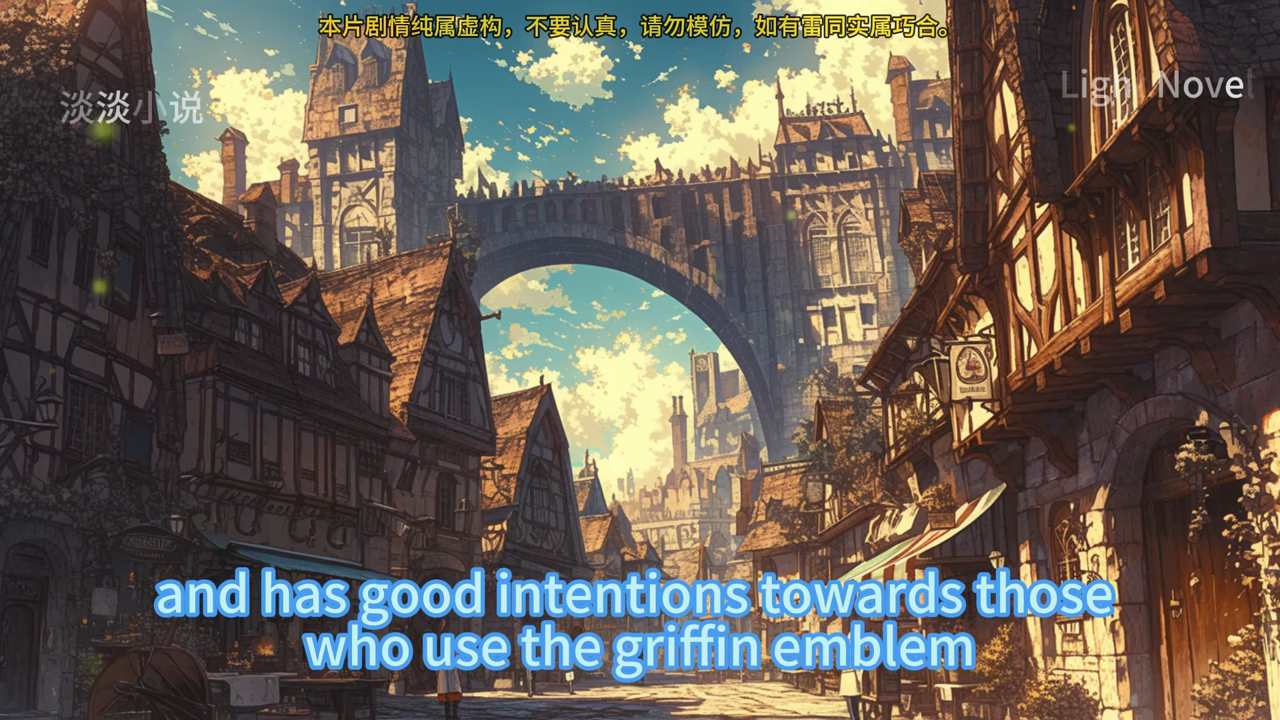 本片剧情纯属虚构，不要认真，请勿模仿，如有雷同实属巧合。
淡淡小说
Light Novel
and has good intentions towards those
who use the griffin emblem